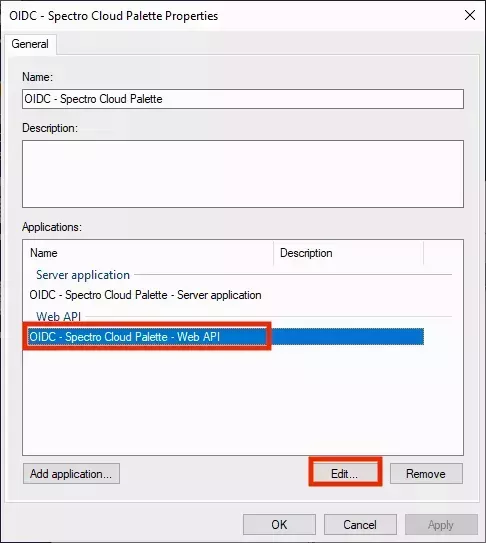 OIDC - Spectro Cloud Palette Properties
General
Name:
OIDC - Spectro Cloud Palette
Description:
Applications:
Name Description
Server application
OIDC - Spectro Cloud Palette - Server application
Web API
OIDC - Spectro Cloud Palette - Web API
Add application... Edit... Remove
OK Cancel Apply